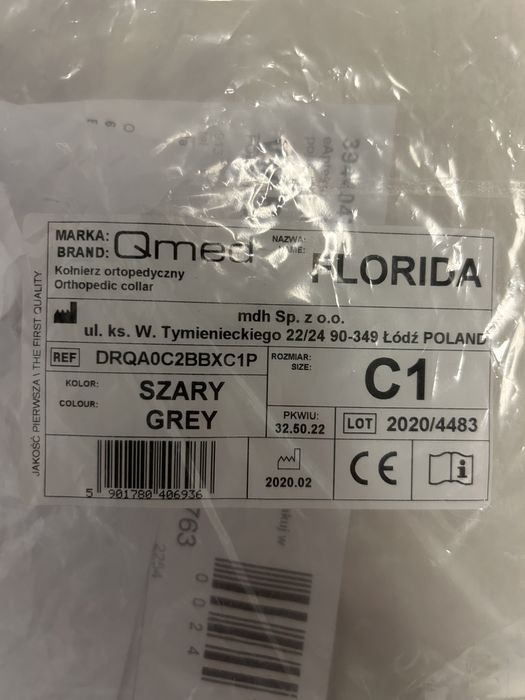 MARKA:
BRAND:
Qmed
Kołnierz ortopedyczny
Orthopedic collar
NAZWA:
FLORIDA
mdh Sp. z o.o.
ul. ks. W. Tymienieckiego 22/24 90-349 Łódź POLAND
REF DRQA0C2BBXC1P
ROZMIAR:
SIZE:
C1
KOLOR:
COLOUR:
SZARY
GREY
PKWIU:
32.50.22
LOT 2020/4483
5 901780 406936
2020.02
CE
i
JAKOŚĆ PIERWSZA \ THE FIRST QUALITY
763
2254
0 0 2 4